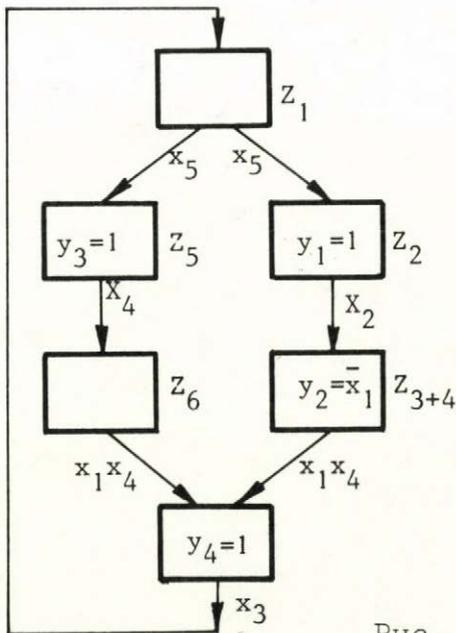 Z₁
x₅ x₅
y₃=1 Z₅ y₁=1 Z₂
X₄ X₂
Z₆ y₂=x̄₁ Z₃₊₄
x₁x₄ x₁x₄
y₄=1
x₃
Рис